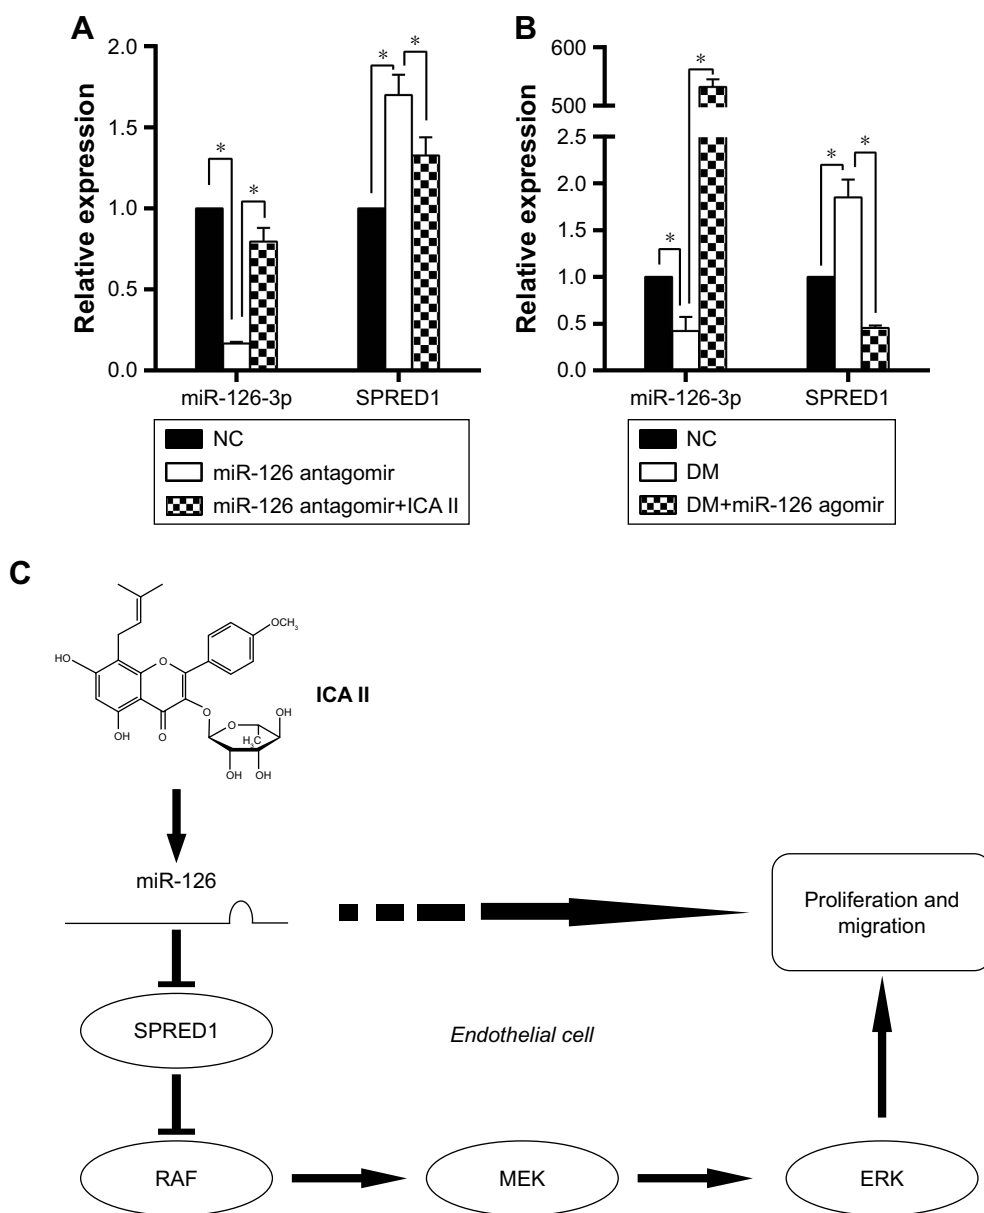 A
Relative expression
2.0
1.5
1.0
0.5
0.0
*
*
*
*
miR-126-3p
SPRED1
NC
miR-126 antagomir
miR-126 antagomir+ICA II
B
Relative expression
600
500
2.5
2.0
1.5
1.0
0.5
0.0
*
*
*
*
miR-126-3p
SPRED1
NC
DM
DM+miR-126 agomir
C
OCH₃
HO
O
O
OH
O
O
H₃C
OH
OH
OH
ICA II
miR-126
Proliferation and
migration
SPRED1
Endothelial cell
RAF
MEK
ERK